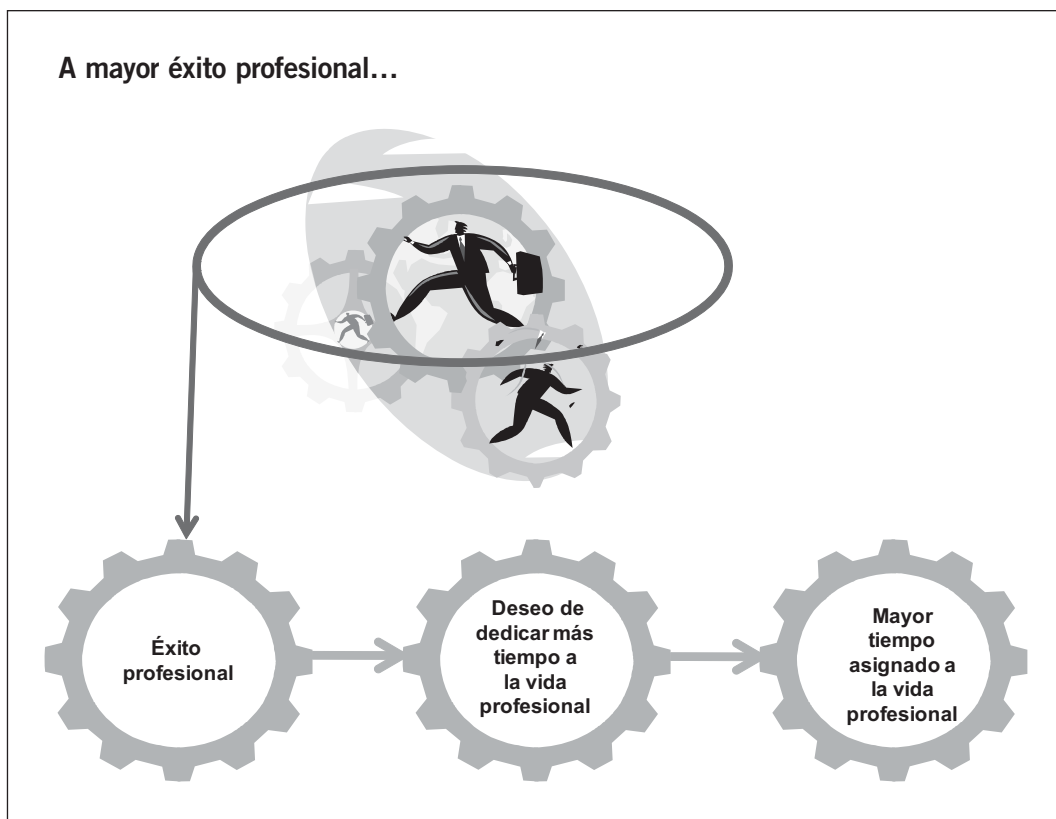 A mayor éxito profesional...
Éxito
profesional
Deseo de
dedicar más
tiempo a
la vida
profesional
Mayor
tiempo
asignado a
la vida
profesional